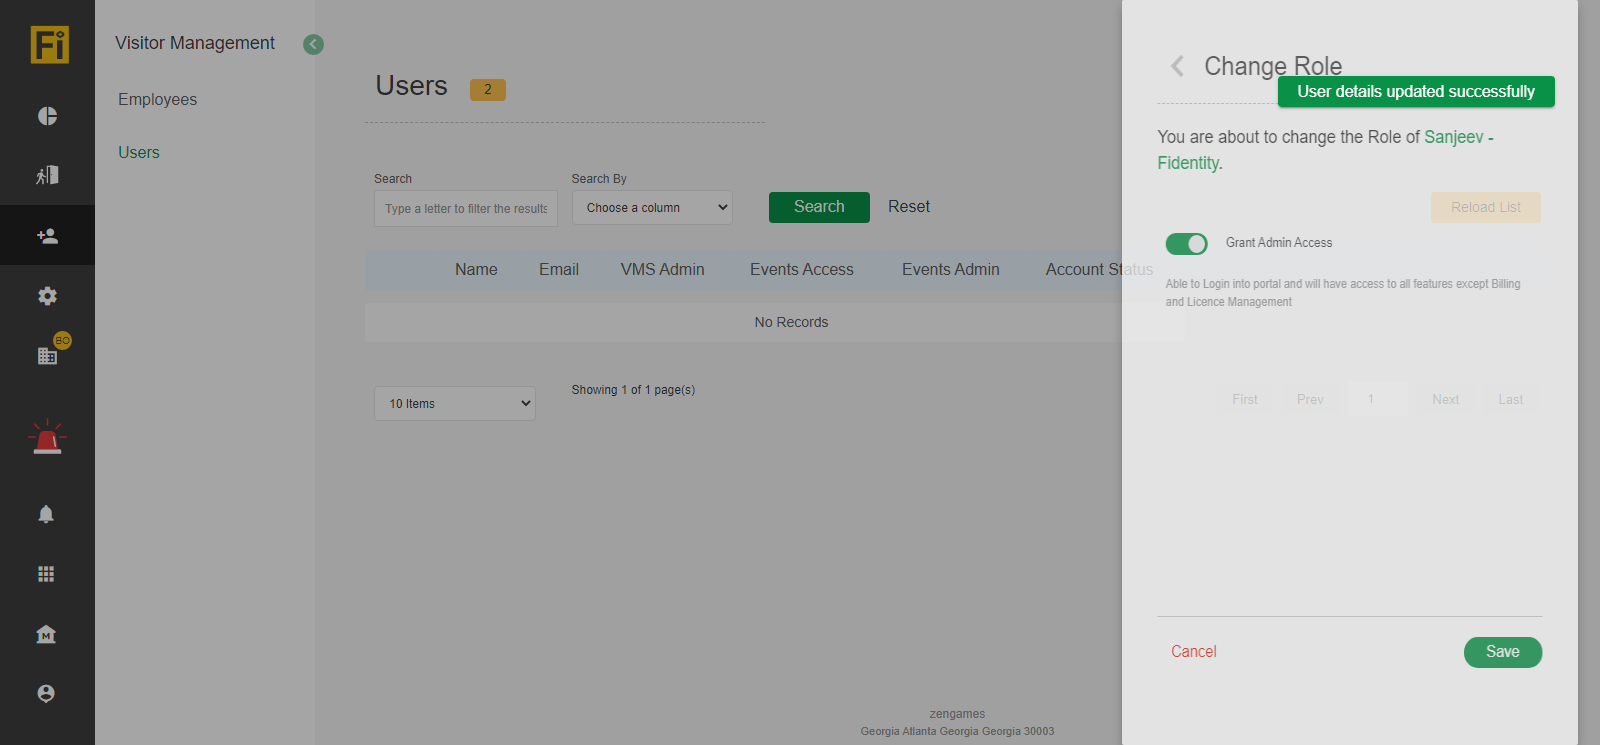 Fi
Visitor Management
Employees
Users
BO
M
Users 2
Search
Type a letter to filter the results
Search By
Choose a column
Search
Reset
Name Email VMS Admin Events Access Events Admin Account Status
No Records
10 Items
Showing 1 of 1 page(s)
zengames
Georgia Atlanta Georgia Georgia 30003
Change Role
User details updated successfully
You are about to change the Role of Sanjeev -
Fidentity.
Reload List
Grant Admin Access
Able to Login into portal and will have access to all features except Billing
and Licence Management
First Prev 1 Next Last
Cancel
Save